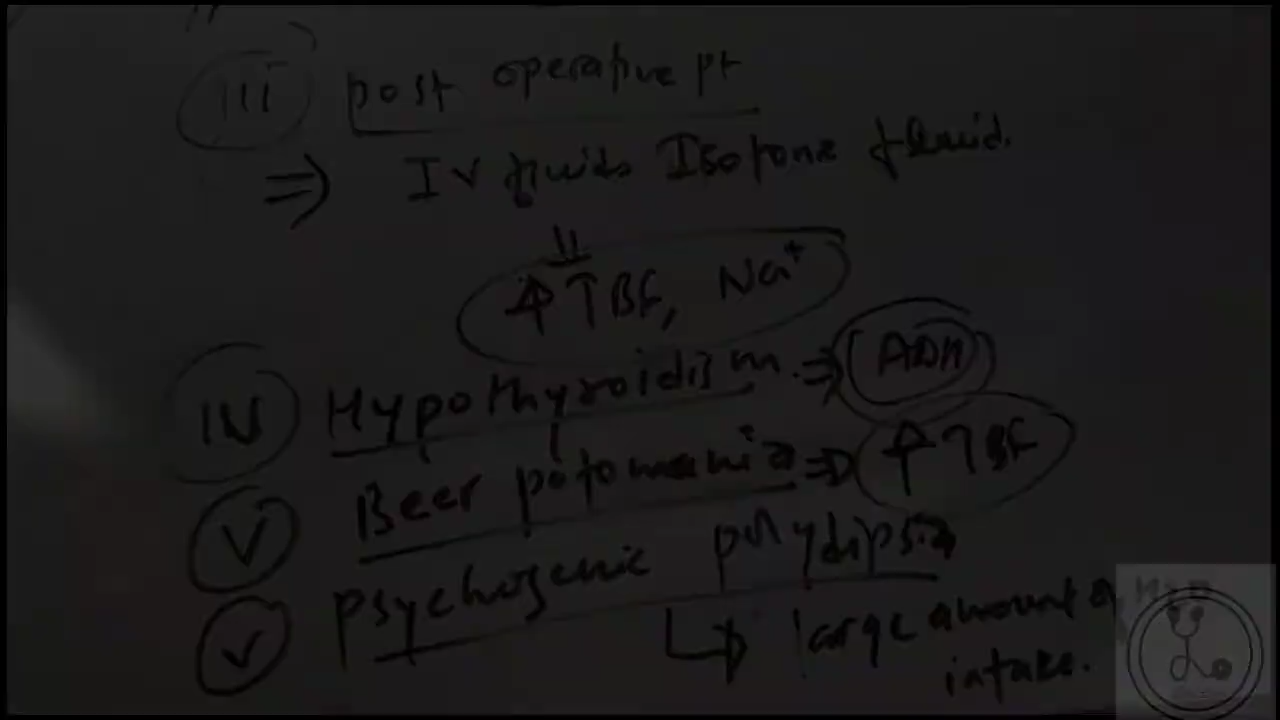 III post operative pt
⇒ IV fluids Isotonic fluid.
⇓
↑ TBF, Na⁺
IV Hypothyroidism. ⇒ (ADH)
V Beer potomania ⇒ ↑ TBF
V psychogenic polydipsia
↳ large amount of H₂O
intake.